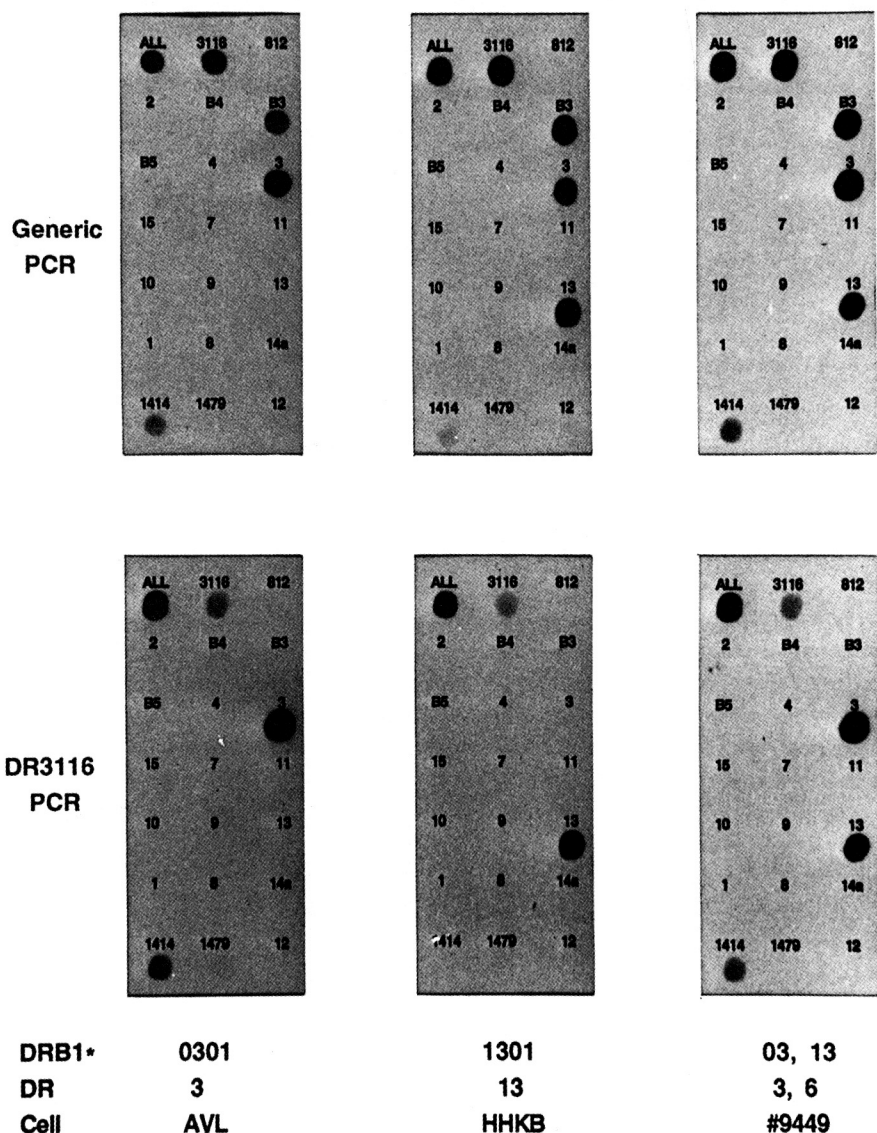 ALL 3116 812
2 B4 B3
B5 4 3
15 7 11
10 9 13
1 8 14a
1414 1479 12
ALL 3116 812
2 B4 B3
B5 4 3
15 7 11
10 9 13
1 8 14a
1414 1479 12
ALL 3116 812
2 B4 B3
B5 4 3
15 7 11
10 9 13
1 8 14a
1414 1479 12
Generic
PCR
ALL 3116 812
2 B4 B3
B5 4 3
15 7 11
10 9 13
1 8 14a
1414 1479 12
ALL 3116 812
2 B4 B3
B5 4 3
15 7 11
10 9 13
1 8 14a
1414 1479 12
ALL 3116 812
2 B4 B3
B5 4 3
15 7 11
10 9 13
1 8 14a
1414 1479 12
DR3116
PCR
DRB1* 0301 1301 03, 13
DR 3 13 3, 6
Cell AVL HHKB #9449